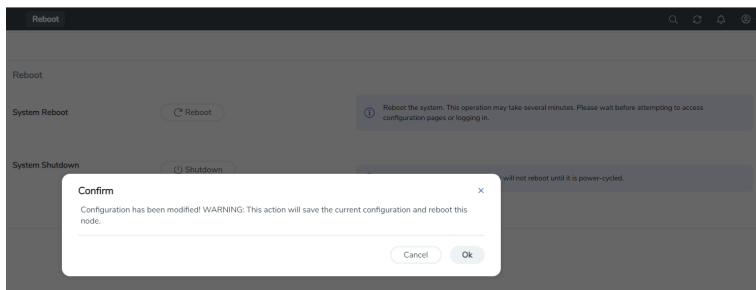 Reboot
Reboot
System Reboot
Reboot
Reboot the system. This operation may take several minutes. Please wait before attempting to access
configuration pages or logging in.
System Shutdown
Shutdown
will not reboot until it is power-cycled.
Confirm
Configuration has been modified! WARNING: This action will save the current configuration and reboot this
node.
Cancel
Ok